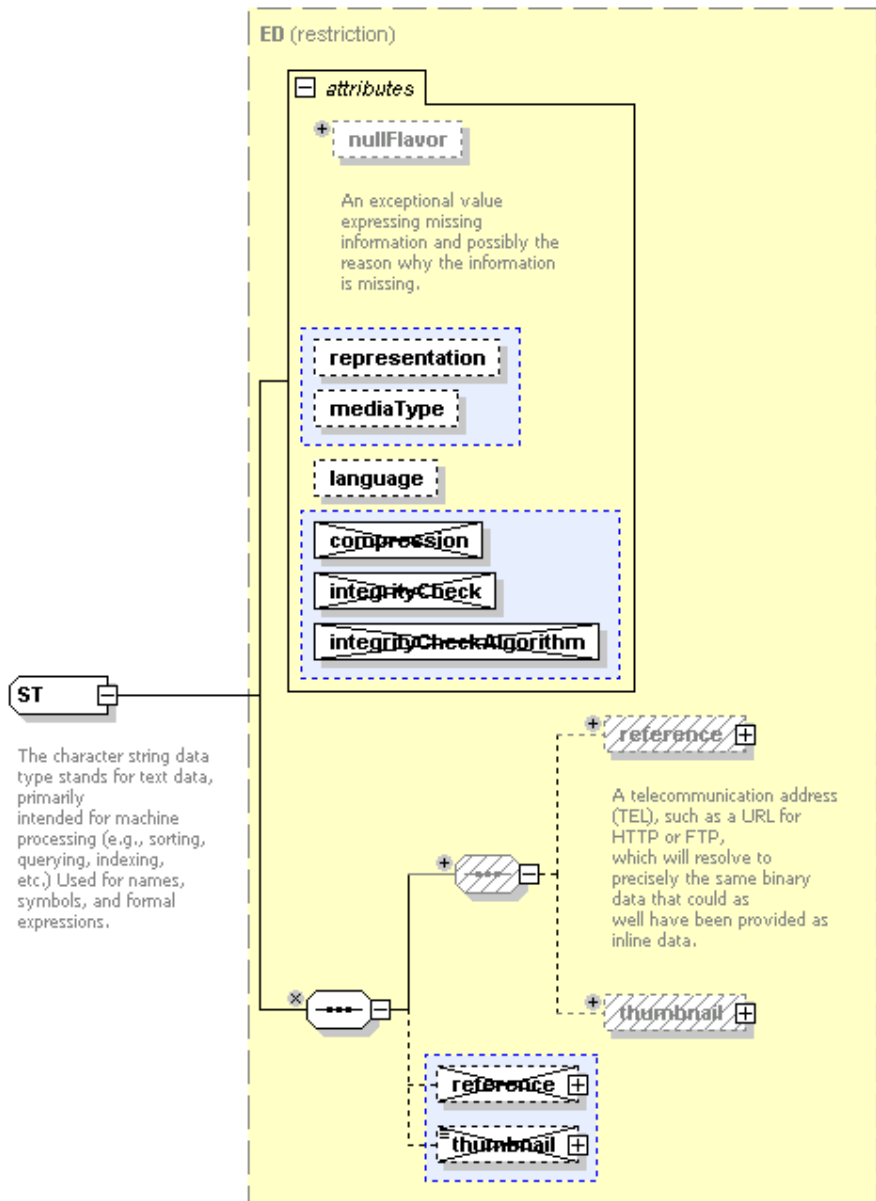 ED (restriction)
attributes
nullFlavor
An exceptional value
expressing missing
information and possibly the
reason why the information
is missing.
representation
mediaType
language
compression
integrityCheck
integrityCheckAlgorithm
ST
The character string data
type stands for text data,
primarily
intended for machine
processing (e.g., sorting,
querying, indexing,
etc.) Used for names,
symbols, and formal
expressions.
reference
A telecommunication address
(TEL), such as a URL for
HTTP or FTP,
which will resolve to
precisely the same binary
data that could as
well have been provided as
inline data.
thumbnail
reference
thumbnail